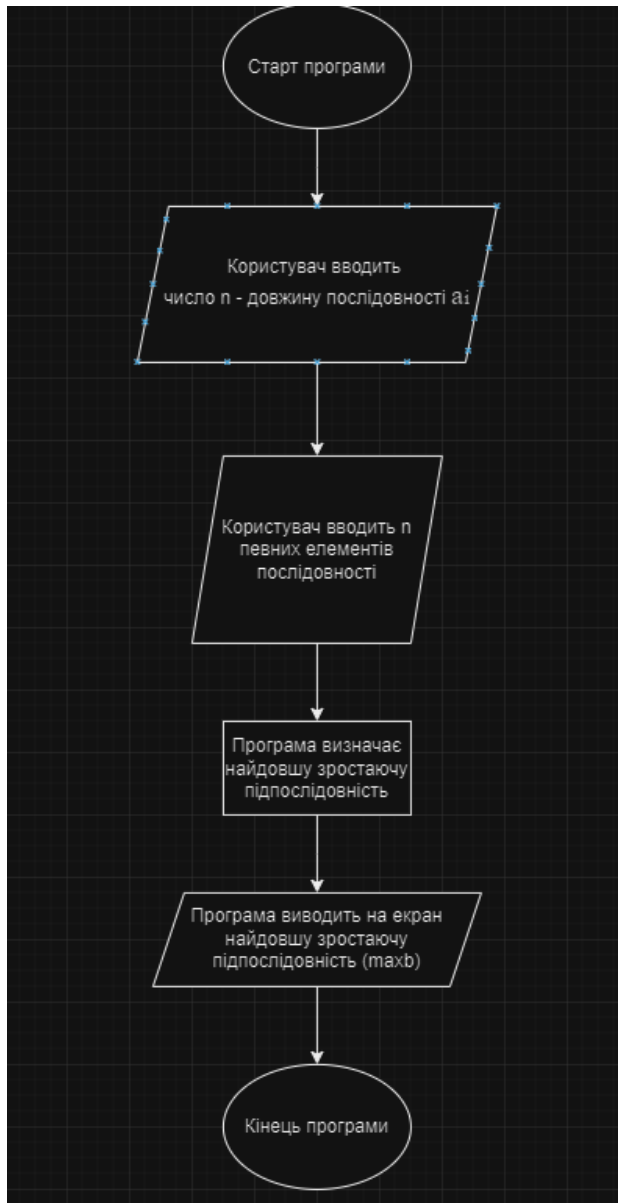 Старт програми
Користувач вводить
число n - довжину послідовності ai
Користувач вводить n
певних елементів
послідовності
Програма визначає
найдовшу зростаючу
підпослідовність
Програма виводить на екран
найдовшу зростаючу
підпослідовність (maxb)
Кінець програми